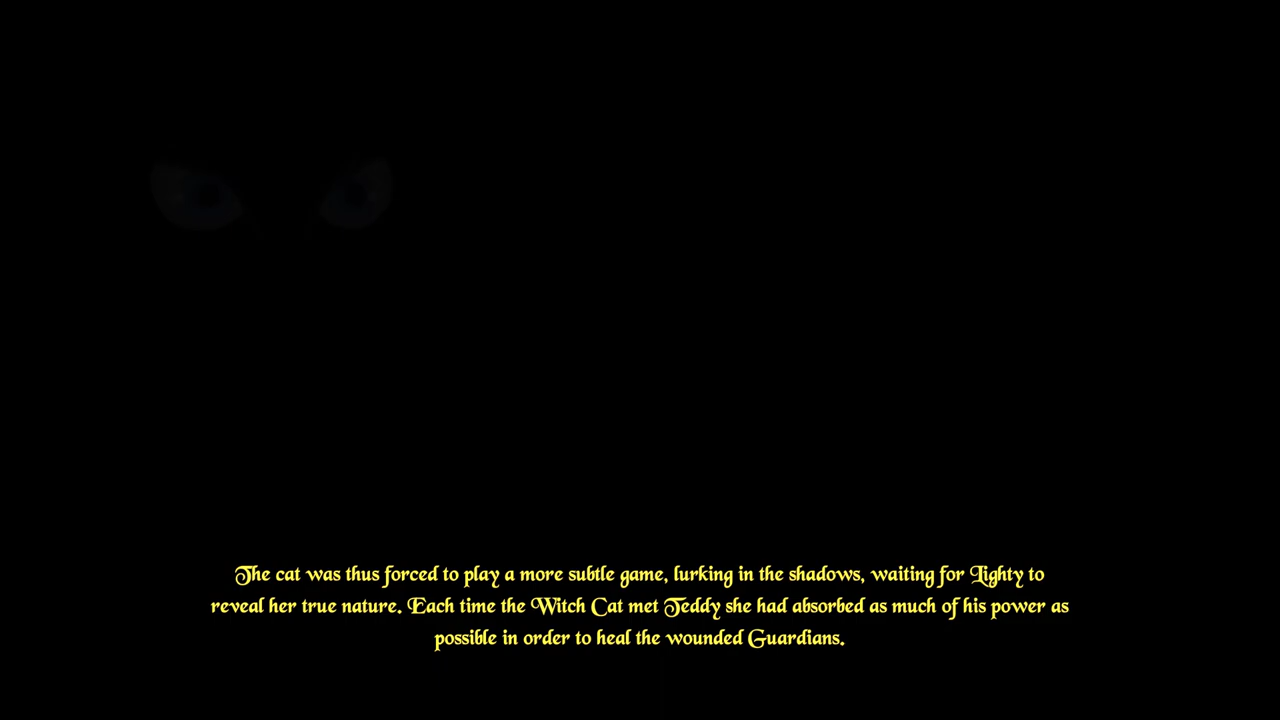 The cat was thus forced to play a more subtle game, lurking in the shadows, waiting for Lighty to
reveal her true nature. Each time the Witch Cat met Teddy she had absorbed as much of his power as
possible in order to heal the wounded Guardians.